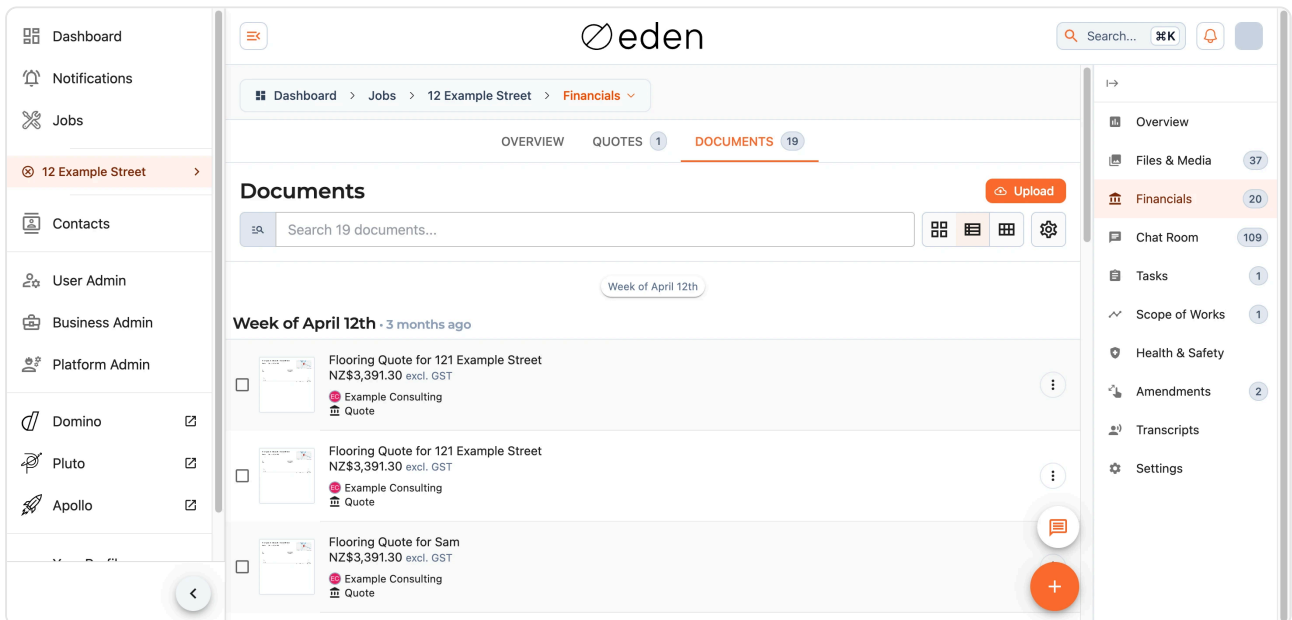 Dashboard
Notifications
Jobs
12 Example Street
Contacts
User Admin
Business Admin
Platform Admin
Domino
Pluto
Apollo
eden
Search... ⌘K
Dashboard > Jobs > 12 Example Street > Financials
OVERVIEW QUOTES 1 DOCUMENTS 19
Documents
Upload
Search 19 documents...
Week of April 12th
Week of April 12th · 3 months ago
Flooring Quote for 121 Example Street
NZ$3,391.30 excl. GST
EC Example Consulting
Quote
Flooring Quote for 121 Example Street
NZ$3,391.30 excl. GST
EC Example Consulting
Quote
Flooring Quote for Sam
NZ$3,391.30 excl. GST
EC Example Consulting
Quote
Overview
Files & Media 37
Financials 20
Chat Room 109
Tasks 1
Scope of Works 1
Health & Safety
Amendments 2
Transcripts
Settings